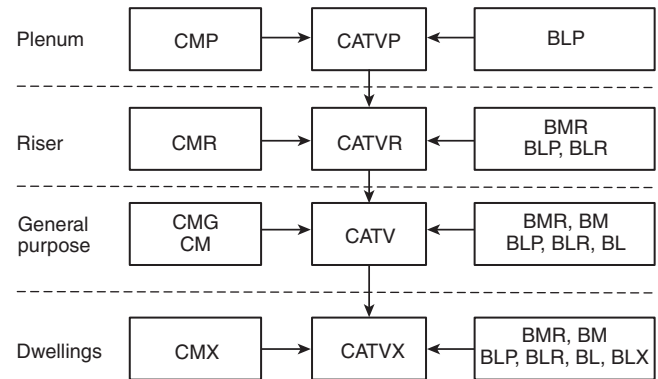 Plenum
CMP
CATVP
BLP
Riser
CMR
CATVR
BMR
BLP, BLR
General
purpose
CMG
CM
CATV
BMR, BM
BLP, BLR, BL
Dwellings
CMX
CATVX
BMR, BM
BLP, BLR, BL, BLX